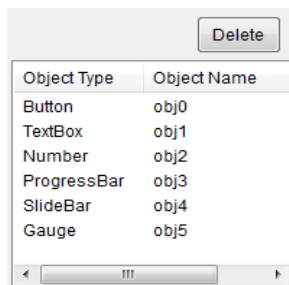 Delete
Object Type Object Name
Button obj0
TextBox obj1
Number obj2
ProgressBar obj3
SlideBar obj4
Gauge obj5